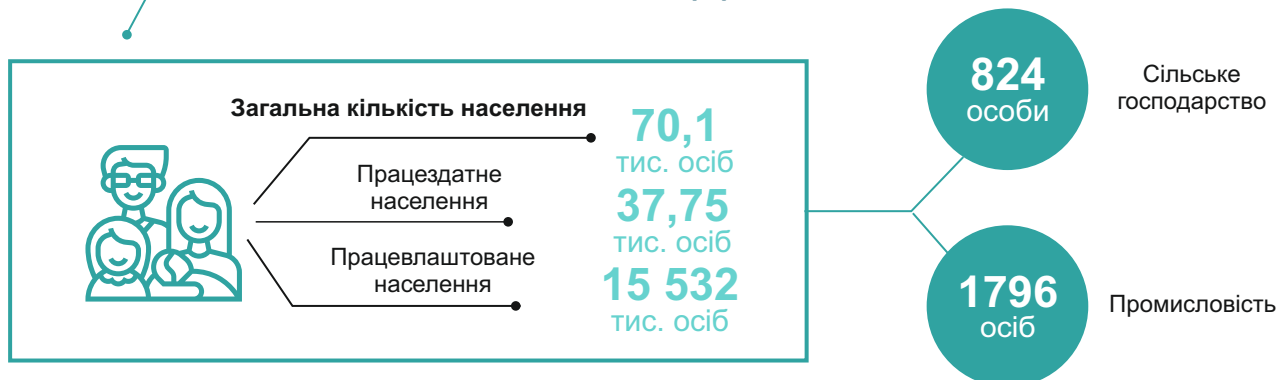 Загальна кількість населення
70,1
тис. осіб
Працездатне
населення
37,75
тис. осіб
Працевлаштоване
населення
15 532
тис. осіб
824
особи
Сільське
господарство
1796
осіб
Промисловість